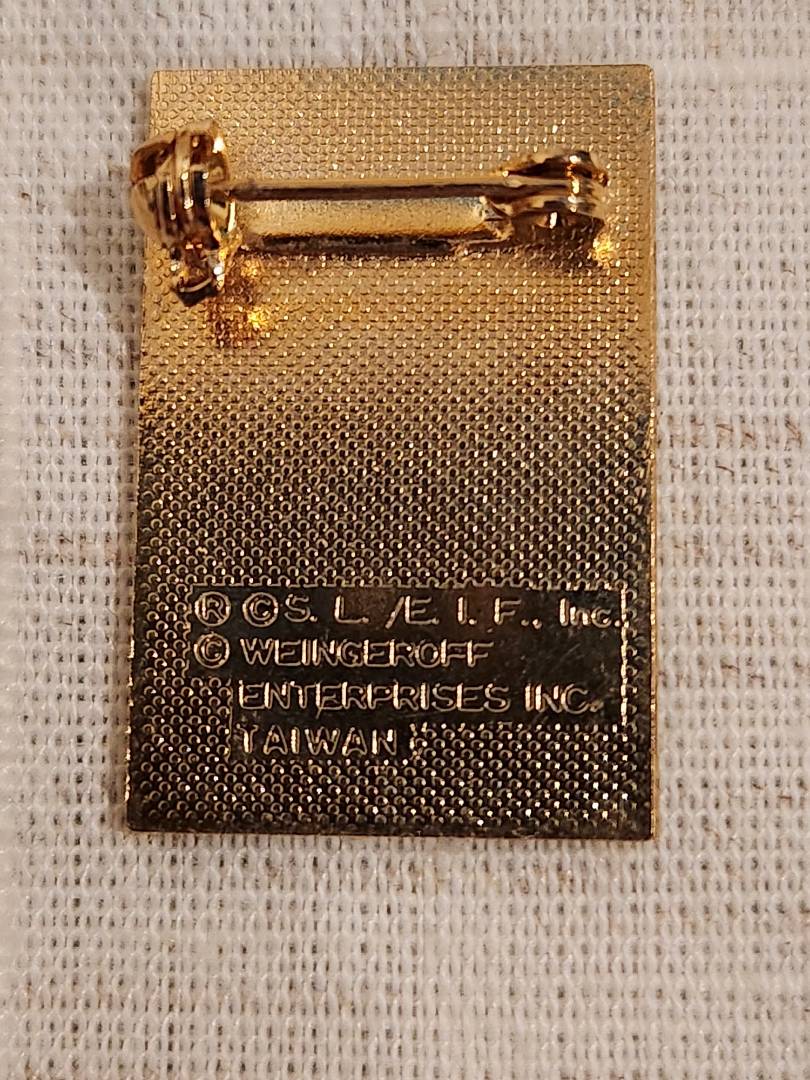 ® © S. L. /E. I. F., Inc.
© WEINGEROFF
ENTERPRISES INC.
TAIWAN